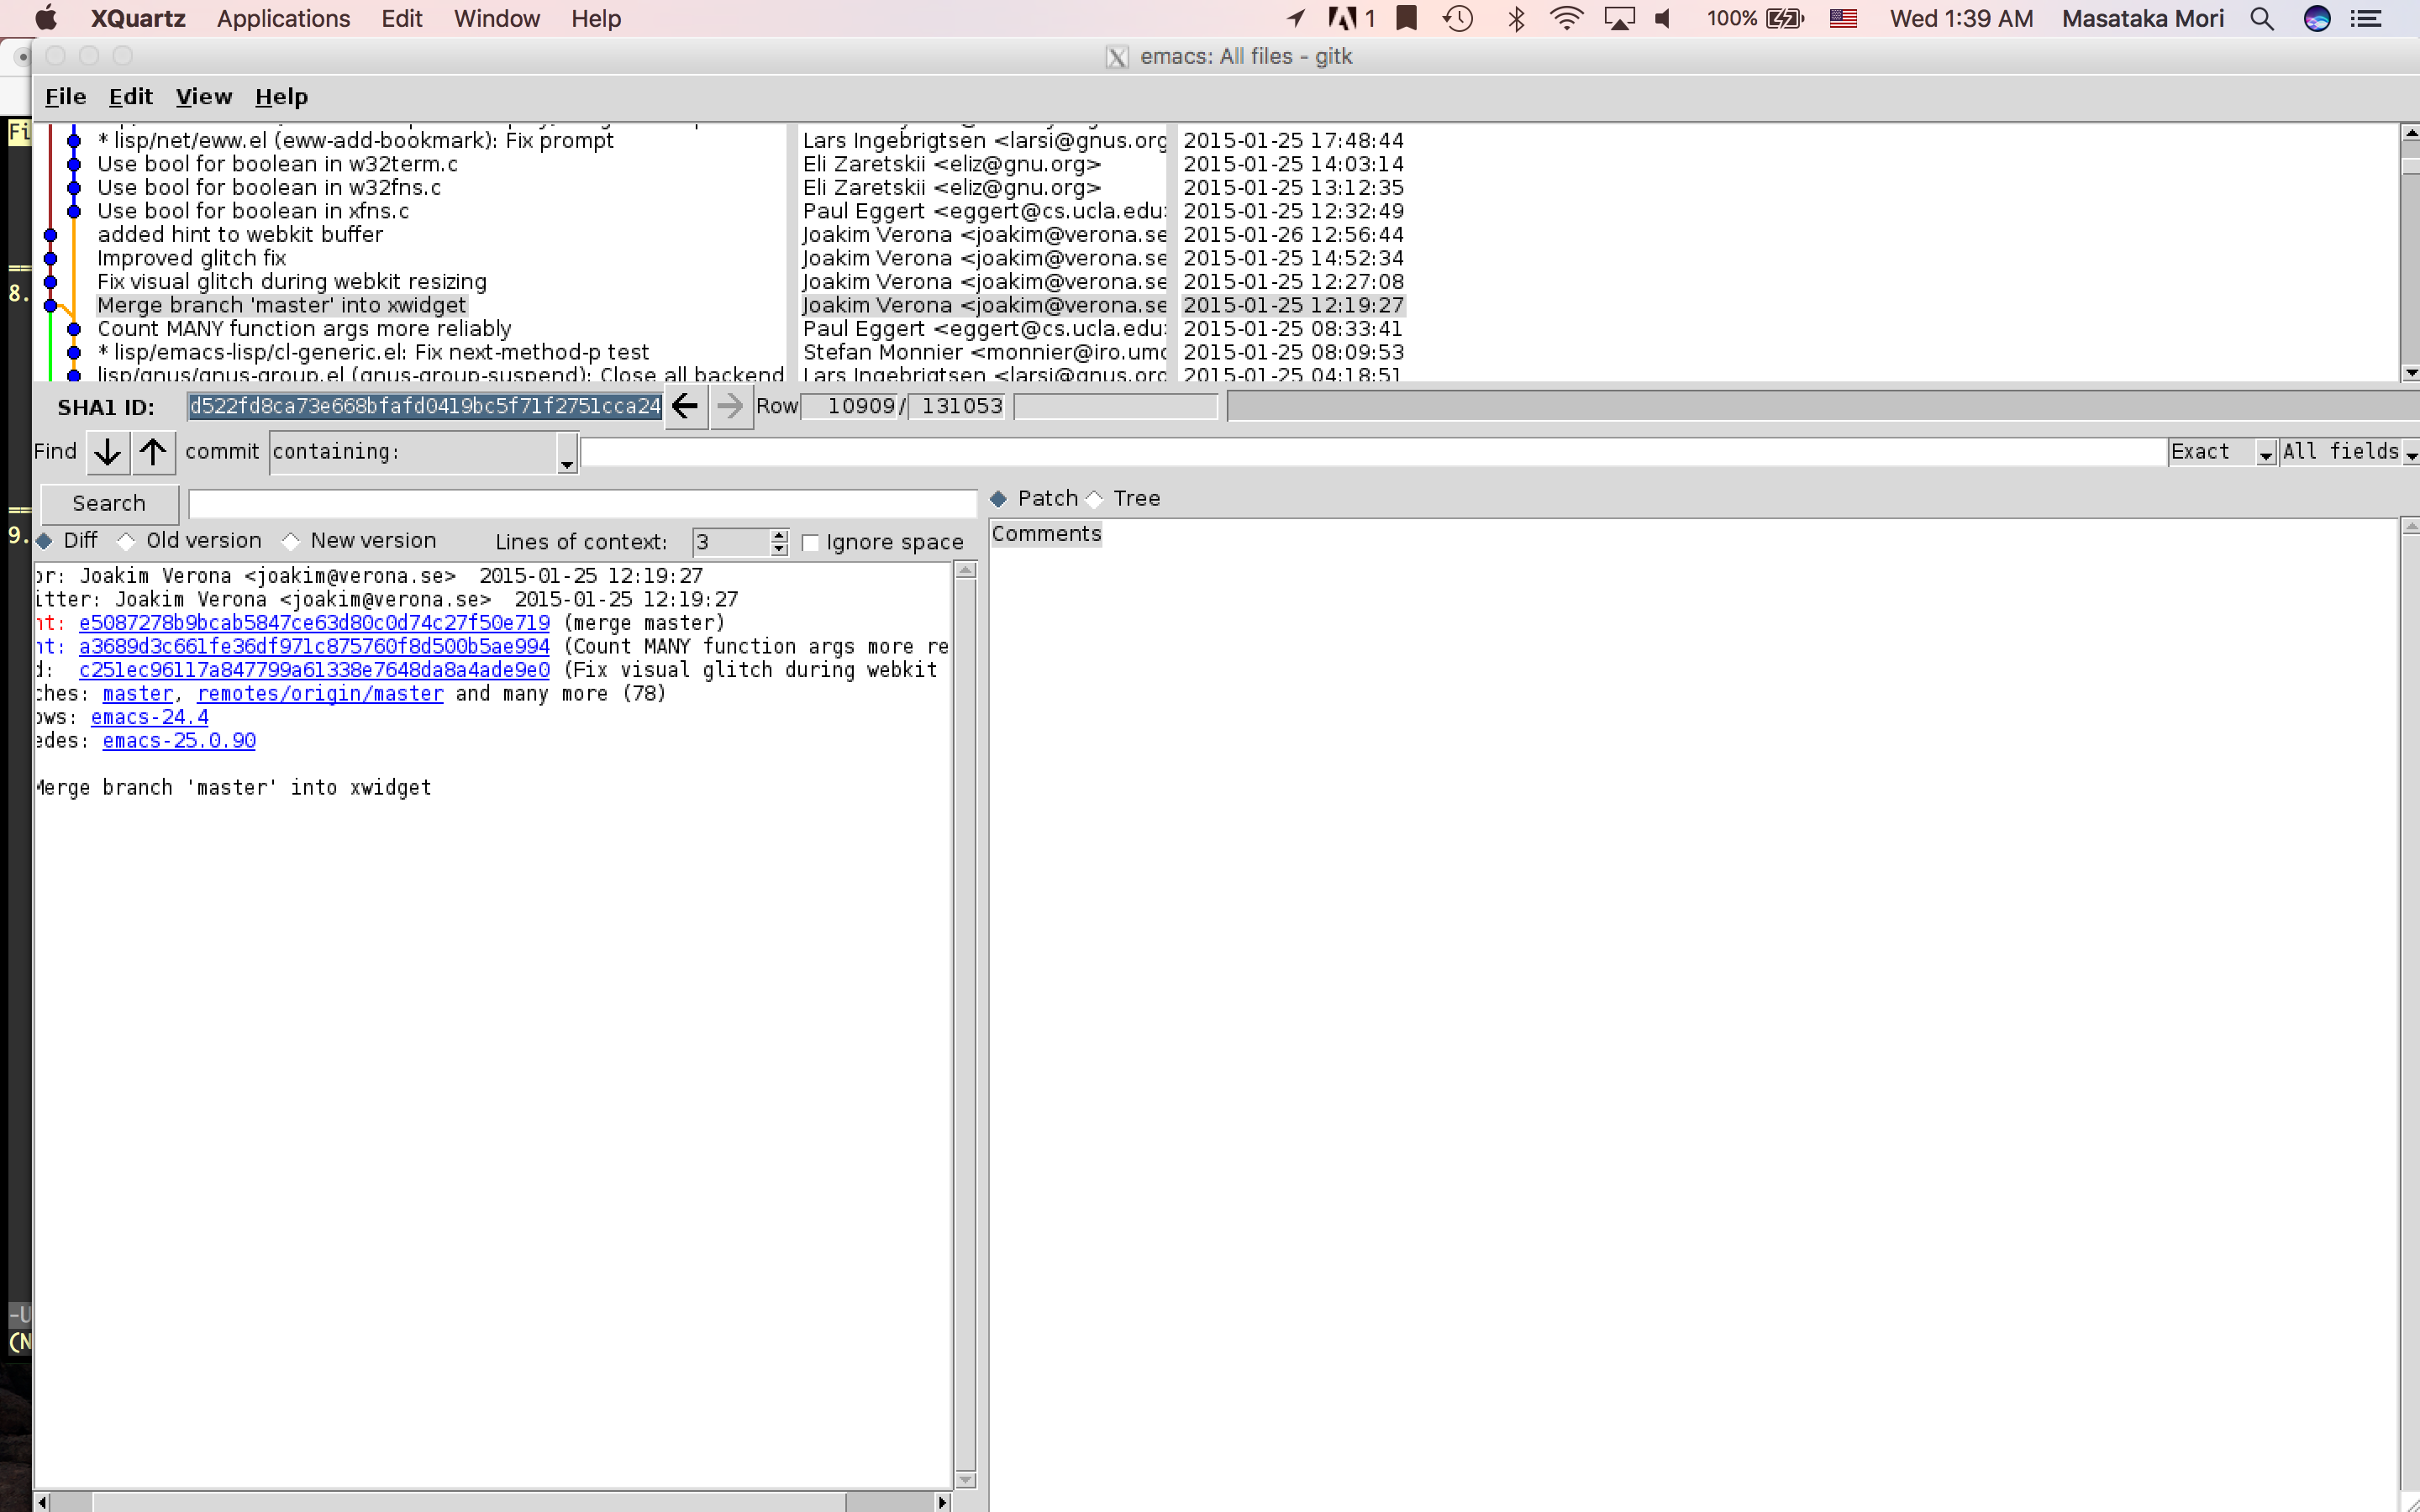 XQuartz Applications Edit Window Help 1 100% Wed 1:39 AM Masataka Mori
emacs: All files - gitk
File Edit View Help
* lisp/net/eww.el (eww-add-bookmark): Fix prompt Lars Ingebrigtsen <larsi@gnus.org 2015-01-25 17:48:44
Use bool for boolean in w32term.c Eli Zaretskii <eliz@gnu.org> 2015-01-25 14:03:14
Use bool for boolean in w32fns.c Eli Zaretskii <eliz@gnu.org> 2015-01-25 13:12:35
Use bool for boolean in xfns.c Paul Eggert <eggert@cs.ucla.edu> 2015-01-25 12:32:49
added hint to webkit buffer Joakim Verona <joakim@verona.se 2015-01-26 12:56:44
Improved glitch fix Joakim Verona <joakim@verona.se 2015-01-25 14:52:34
Fix visual glitch during webkit resizing Joakim Verona <joakim@verona.se 2015-01-25 12:27:08
Merge branch 'master' into xwidget Joakim Verona <joakim@verona.se 2015-01-25 12:19:27
Count MANY function args more reliably Paul Eggert <eggert@cs.ucla.edu> 2015-01-25 08:33:41
* lisp/emacs-lisp/cl-generic.el: Fix next-method-p test Stefan Monnier <monnier@iro.umo 2015-01-25 08:09:53
lisp/gnus/gnus-group.el (gnus-group-suspend): Close all backend Lars Ingebrigtsen <larsi@gnus.org 2015-01-25 04:18:51
SHA1 ID: d522fd8ca73e668bfafd0419bc5f71f2751cca24 Row 10909 / 131053
Find commit containing: Exact All fields
Search Patch Tree
Diff Old version New version Lines of context: 3 Ignore space
Comments
or: Joakim Verona <joakim@verona.se> 2015-01-25 12:19:27
itter: Joakim Verona <joakim@verona.se> 2015-01-25 12:19:27
nt: e5087278b9bcab5847ce63d80c0d74c27f50e719 (merge master)
nt: a3689d3c661fe36df971c875760f8d500b5ae994 (Count MANY function args more re
d: c251ec96117a847799a61338e7648da8a4ade9e0 (Fix visual glitch during webkit
ches: master, remotes/origin/master and many more (78)
ows: emacs-24.4
edes: emacs-25.0.90
Merge branch 'master' into xwidget
Fi
==
8.
==
9.
-U
(N